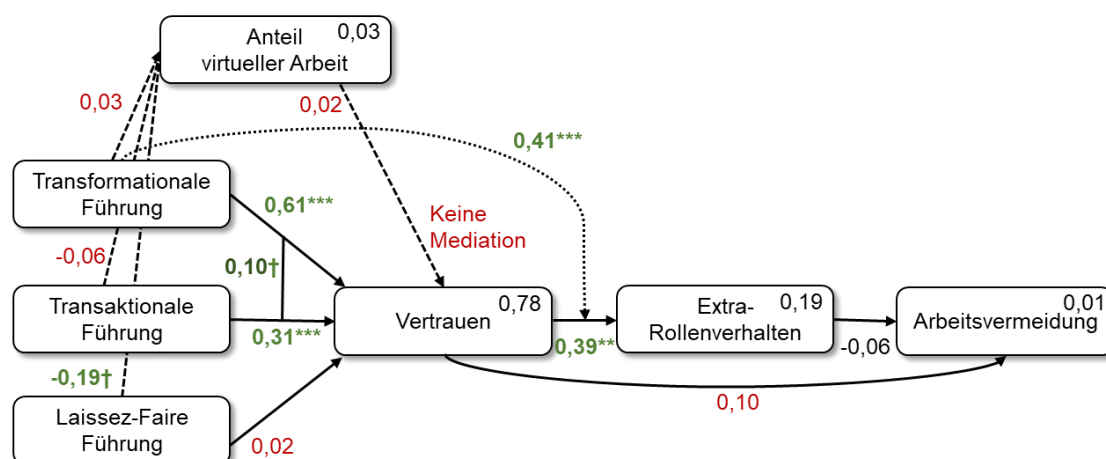 Anteil
virtueller Arbeit
0,03
0,03
0,02
0,41***
Transformationale
Führung
0,61***
Keine
Mediation
-0,06
0,10†
Transaktionale
Führung
0,31***
Vertrauen
0,78
0,39**
Extra-
Rollenverhalten
0,19
-0,06
Arbeitsvermeidung
0,01
-0,19†
0,10
Laissez-Faire
Führung
0,02